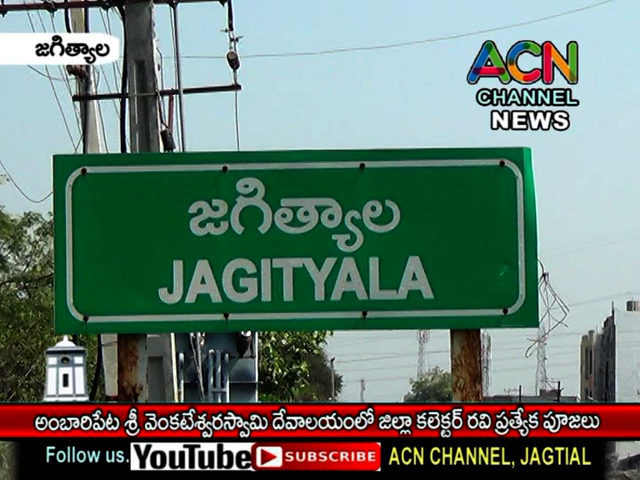 జగిత్యాల
ACN
CHANNEL
NEWS
జగిత్యాల
JAGITYALA
అంబారిపేట శ్రీ వెంకటేశ్వరస్వామి దేవాలయంలో జిల్లా కలెక్టర్ రవి ప్రత్యేక పూజలు
Follow us. YouTube SUBSCRIBE ACN CHANNEL, JAGTIAL